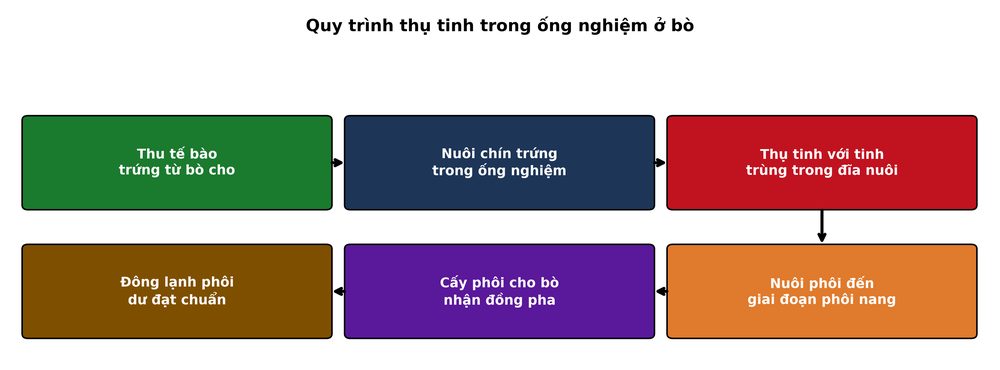 Quy trình thụ tinh trong ống nghiệm ở bò
Thu tế bào
trứng từ bò cho
Nuôi chín trứng
trong ống nghiệm
Thụ tinh với tinh
trùng trong đĩa nuôi
Nuôi phôi đến
giai đoạn phôi nang
Cấy phôi cho bò
nhận đồng pha
Đông lạnh phôi
dư đạt chuẩn